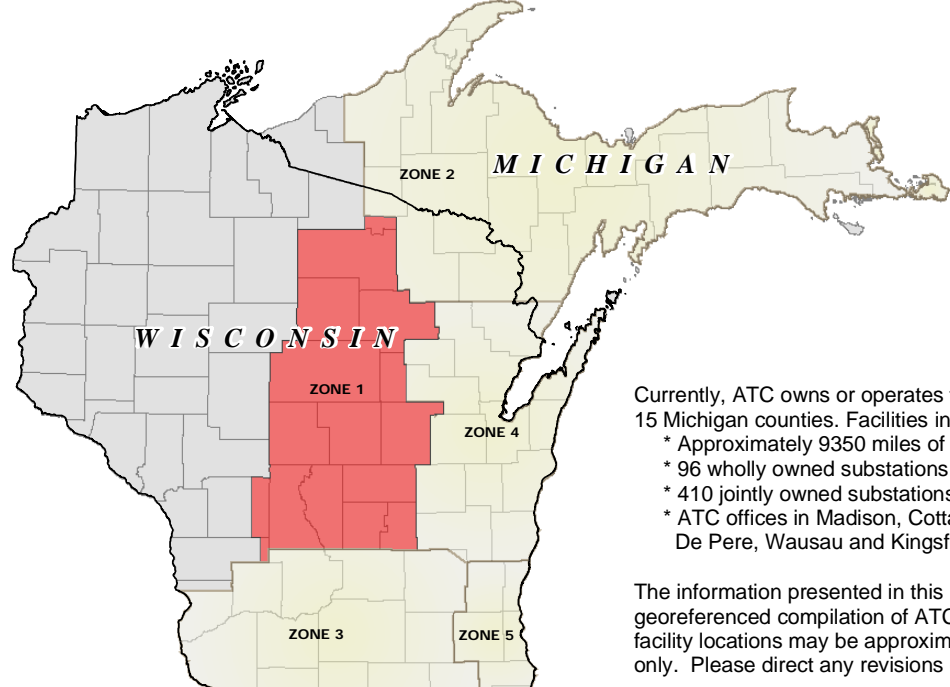 ZONE 2
MICHIGAN
WISCONSIN
ZONE 1
ZONE 4
ZONE 3
ZONE 5
Currently, ATC owns or operates
15 Michigan counties. Facilities in
* Approximately 9350 miles of
* 96 wholly owned substations
* 410 jointly owned substations
* ATC offices in Madison, Cotta
De Pere, Wausau and Kingsf
The information presented in this
georeferenced compilation of ATC
facility locations may be approxim
only. Please direct any revisions